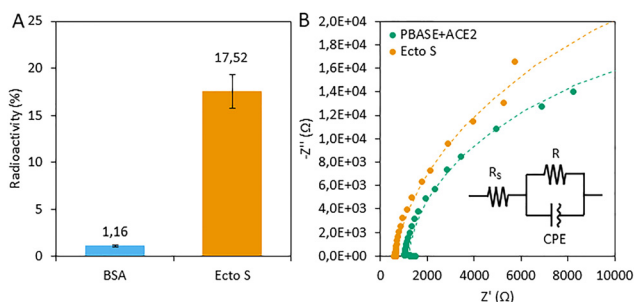 A
Radioactivity (%)
25
20
15
10
5
0
1,16
17,52
BSA
Ecto S
B
-Z'' (Ω)
2,0E+04
1,8E+04
1,6E+04
1,4E+04
1,2E+04
1,0E+04
8,0E+03
6,0E+03
4,0E+03
2,0E+03
0,0E+00
PBASE+ACE2
Ecto S
Rs
R
CPE
0 2000 4000 6000 8000 10000
Z' (Ω)